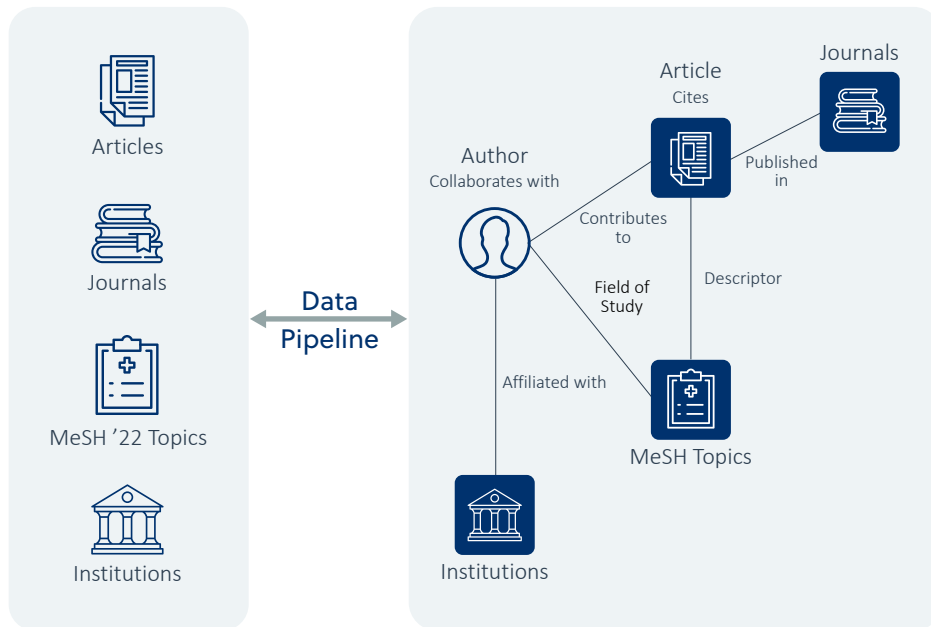 Articles
Journals
MeSH ’22 Topics
Institutions
Data
Pipeline
Journals
Article
Cites
Published
in
Author
Collaborates with
Contributes
to
Field of
Study
Descriptor
Affiliated with
MeSH Topics
Institutions